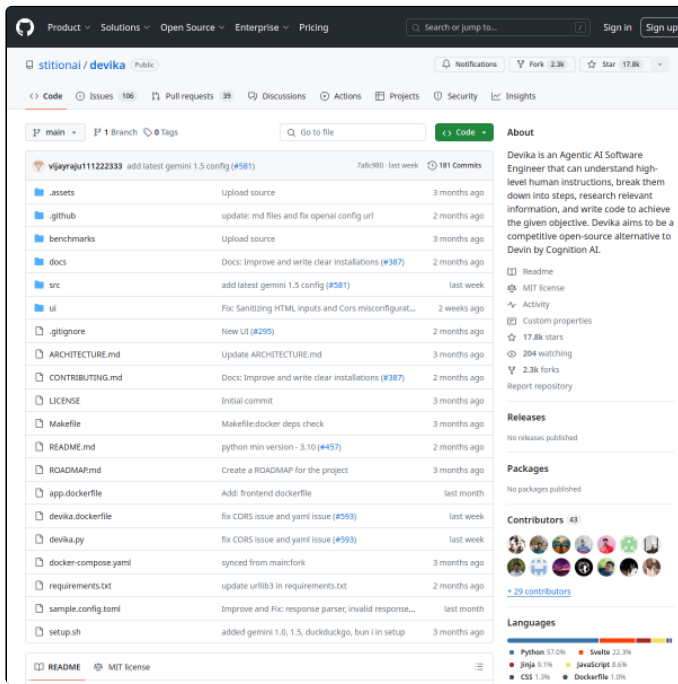 Product Solutions Open Source Enterprise Pricing Search or jump to... / Sign in Sign up
stitionai / devika Public Notifications Fork 2.3k Star 17.8k
Code Issues 106 Pull requests 39 Discussions Actions Projects Security Insights
main 1 Branch 0 Tags Go to file Code
vijayraju111222333 add latest gemini 1.5 config (#581) 7a8c980 · last week 181 Commits
.assets Upload source 3 months ago
.github update: md files and fix openai config url 2 months ago
benchmarks Upload source 3 months ago
docs Docs: Improve and write clear installations (#387) 2 months ago
src add latest gemini 1.5 config (#581) last week
ui Fix: Sanitizing HTML inputs and Cors misconfigurat... 2 weeks ago
.gitignore New UI (#295) 2 months ago
ARCHITECTURE.md Update ARCHITECTURE.md 3 months ago
CONTRIBUTING.md Docs: Improve and write clear installations (#387) 2 months ago
LICENSE Initial commit 3 months ago
Makefile Makefile:docker deps check 3 months ago
README.md python min version - 3.10 (#457) 2 months ago
ROADMAP.md Create a ROADMAP for the project 3 months ago
app.dockerfile Add: frontend dockerfile last month
devika.dockerfile fix CORS issue and yaml issue (#593) last week
devika.py fix CORS issue and yaml issue (#593) last week
docker-compose.yaml synced from main:fork 3 months ago
requirements.txt update urllib3 in requirements.txt 2 months ago
sample.config.toml Improve and Fix: response parser, invalid response... last month
setup.sh added gemini 1.0, 1.5, duckduckgo, bun i in setup 3 months ago
README MIT license
About
Devika is an Agentic AI Software
Engineer that can understand high-
level human instructions, break them
down into steps, research relevant
information, and write code to achieve
the given objective. Devika aims to be a
competitive open-source alternative to
Devin by Cognition AI.
Readme
MIT license
Activity
Custom properties
17.8k stars
204 watching
2.3k forks
Report repository
Releases
No releases published
Packages
No packages published
Contributors 43
+ 29 contributors
Languages
Python 57.0% Svelte 22.3%
Jinja 9.1% JavaScript 8.6%
CSS 1.3% Dockerfile 1.0%